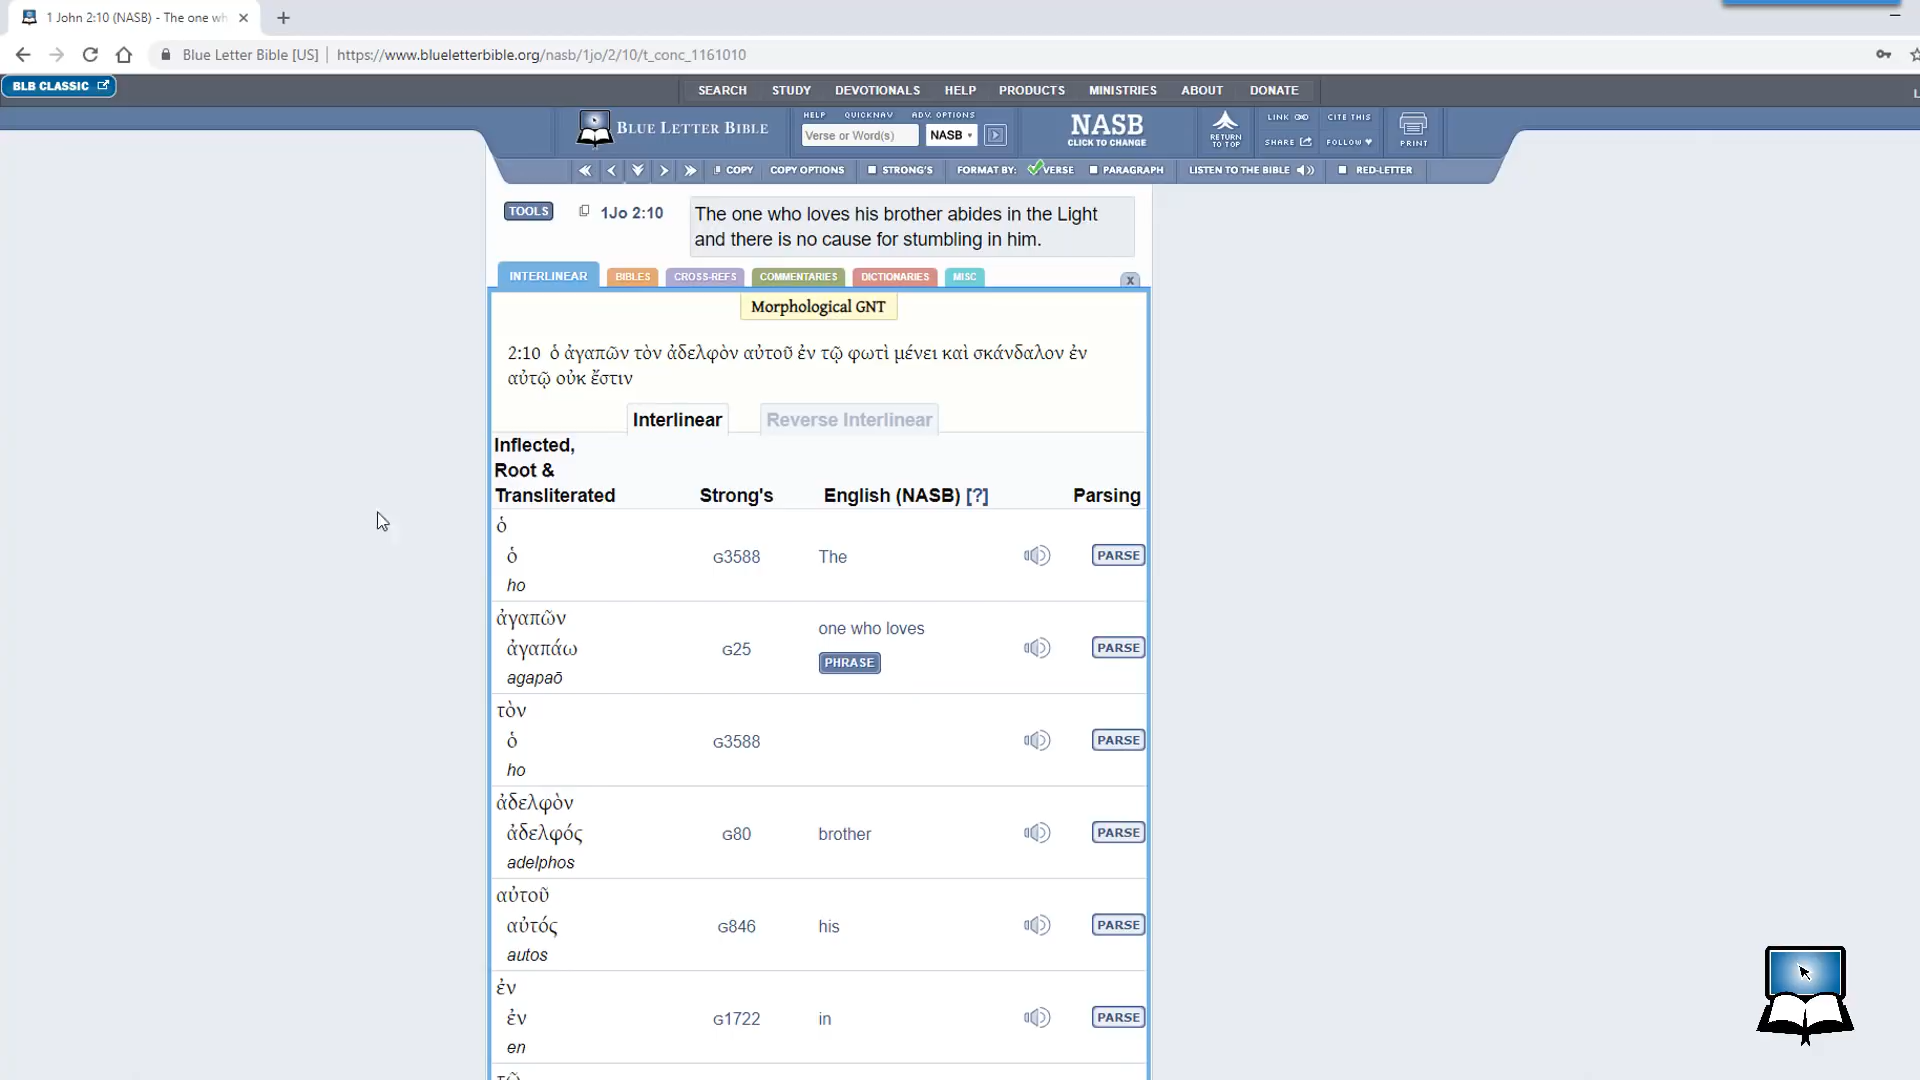 1 John 2:10 (NASB) - The one wh
Blue Letter Bible [US] | https://www.blueletterbible.org/nasb/1jo/2/10/t_conc_1161010
BLB CLASSIC
SEARCH STUDY DEVOTIONALS HELP PRODUCTS MINISTRIES ABOUT DONATE L
BLUE LETTER BIBLE
HELP QUICKNAV ADV. OPTIONS
Verse or Word(s) NASB
NASB
CLICK TO CHANGE
RETURN
TO TOP
LINK CITE THIS
SHARE FOLLOW
PRINT
COPY COPY OPTIONS STRONG'S FORMAT BY: VERSE PARAGRAPH LISTEN TO THE BIBLE RED-LETTER
TOOLS 1Jo 2:10
The one who loves his brother abides in the Light
and there is no cause for stumbling in him.
INTERLINEAR BIBLES CROSS-REFS COMMENTARIES DICTIONARIES MISC X
Morphological GNT
2:10 ὁ ἀγαπῶν τὸν ἀδελφὸν αὐτοῦ ἐν τῷ φωτὶ μένει καὶ σκάνδαλον ἐν
αὐτῷ οὐκ ἔστιν
Interlinear Reverse Interlinear
Inflected,
Root &
Transliterated Strong's English (NASB) [?] Parsing
ὁ
ὁ G3588 The PARSE
ho
ἀγαπῶν
ἀγαπάω G25 one who loves PARSE
PHRASE
agapaō
τὸν
ὁ G3588 PARSE
ho
ἀδελφὸν
ἀδελφός G80 brother PARSE
adelphos
αὐτοῦ
αὐτός G846 his PARSE
autos
ἐν
ἐν G1722 in PARSE
en